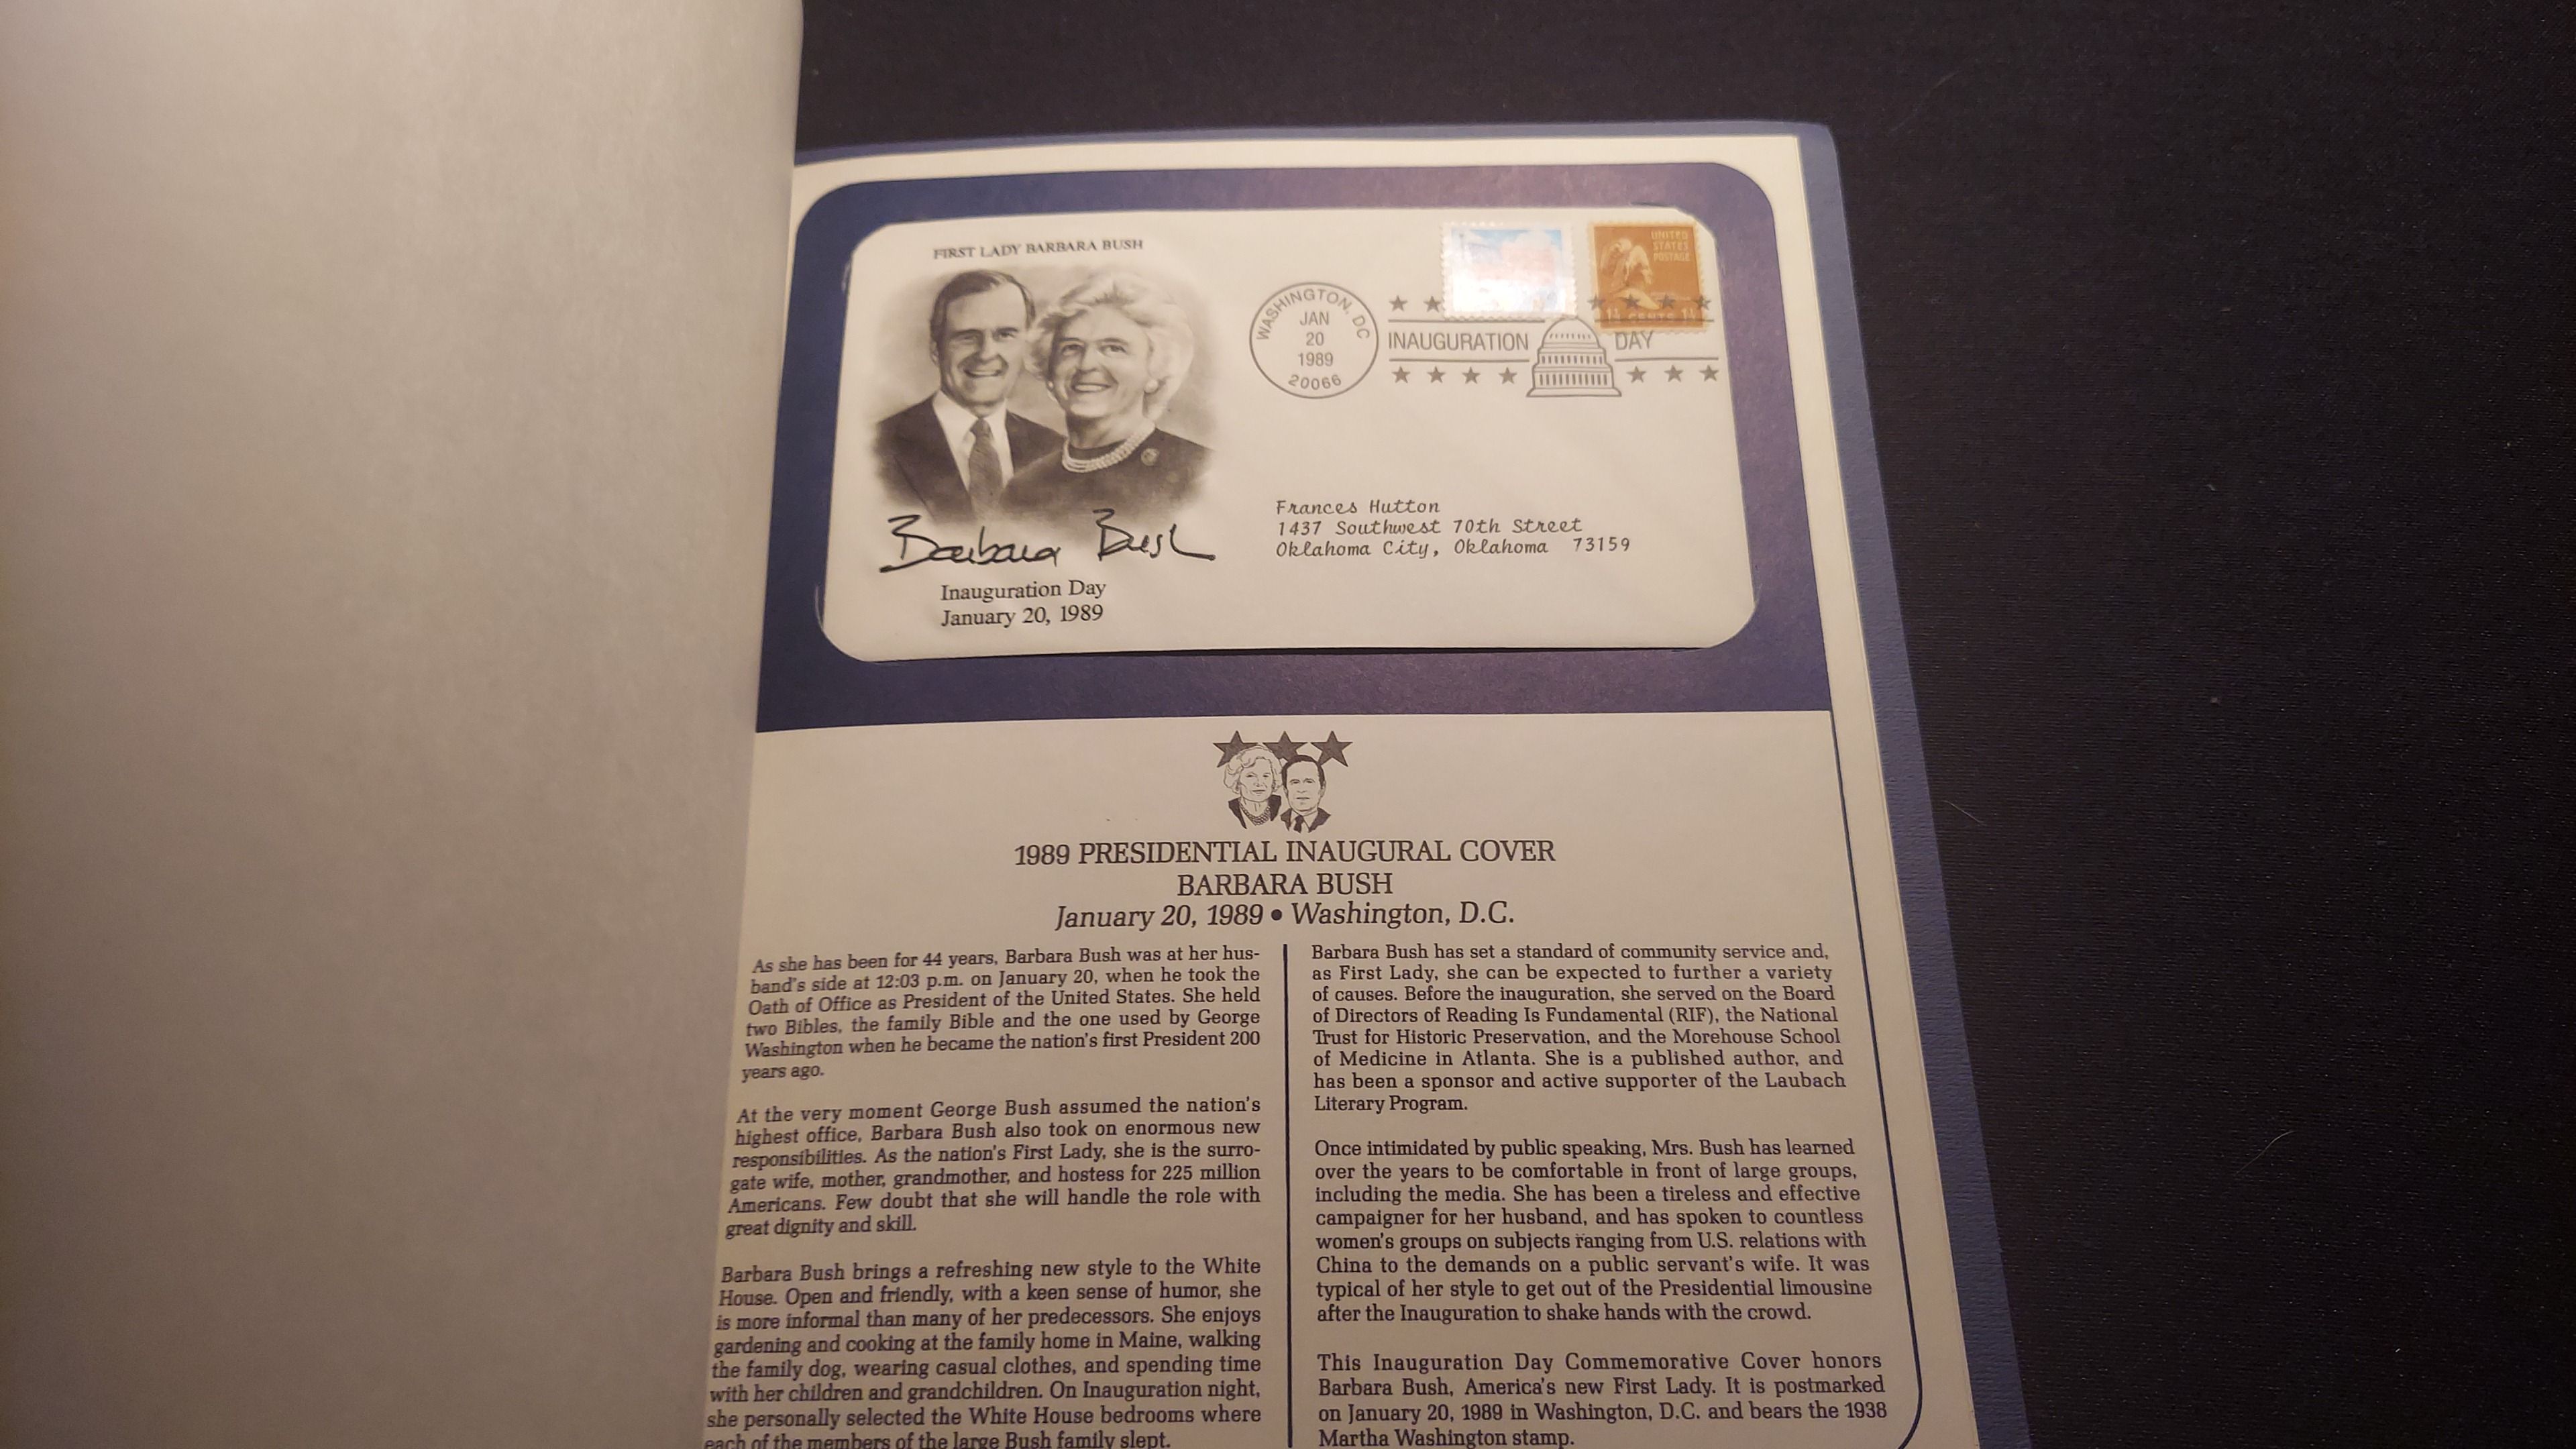 FIRST LADY BARBARA BUSH
WASHINGTON, DC
JAN
20
1989
20066
INAUGURATION DAY
UNITED
STATES
POSTAGE
1½ CENTS 1½
Barbara Bush
Inauguration Day
January 20, 1989
Frances Hutton
1437 Southwest 70th Street
Oklahoma City, Oklahoma 73159
1989 PRESIDENTIAL INAUGURAL COVER
BARBARA BUSH
January 20, 1989 • Washington, D.C.
As she has been for 44 years, Barbara Bush was at her hus-
band's side at 12:03 p.m. on January 20, when he took the
Oath of Office as President of the United States. She held
two Bibles, the family Bible and the one used by George
Washington when he became the nation's first President 200
years ago.
At the very moment George Bush assumed the nation's
highest office, Barbara Bush also took on enormous new
responsibilities. As the nation's First Lady, she is the surro-
gate wife, mother, grandmother, and hostess for 225 million
Americans. Few doubt that she will handle the role with
great dignity and skill.
Barbara Bush brings a refreshing new style to the White
House. Open and friendly, with a keen sense of humor, she
is more informal than many of her predecessors. She enjoys
gardening and cooking at the family home in Maine, walking
the family dog, wearing casual clothes, and spending time
with her children and grandchildren. On Inauguration night,
she personally selected the White House bedrooms where
each of the members of the large Bush family slept.
Barbara Bush has set a standard of community service and,
as First Lady, she can be expected to further a variety
of causes. Before the inauguration, she served on the Board
of Directors of Reading Is Fundamental (RIF), the National
Trust for Historic Preservation, and the Morehouse School
of Medicine in Atlanta. She is a published author, and
has been a sponsor and active supporter of the Laubach
Literary Program.
Once intimidated by public speaking, Mrs. Bush has learned
over the years to be comfortable in front of large groups,
including the media. She has been a tireless and effective
campaigner for her husband, and has spoken to countless
women's groups on subjects ranging from U.S. relations with
China to the demands on a public servant's wife. It was
typical of her style to get out of the Presidential limousine
after the Inauguration to shake hands with the crowd.
This Inauguration Day Commemorative Cover honors
Barbara Bush, America's new First Lady. It is postmarked
on January 20, 1989 in Washington, D.C. and bears the 1938
Martha Washington stamp.